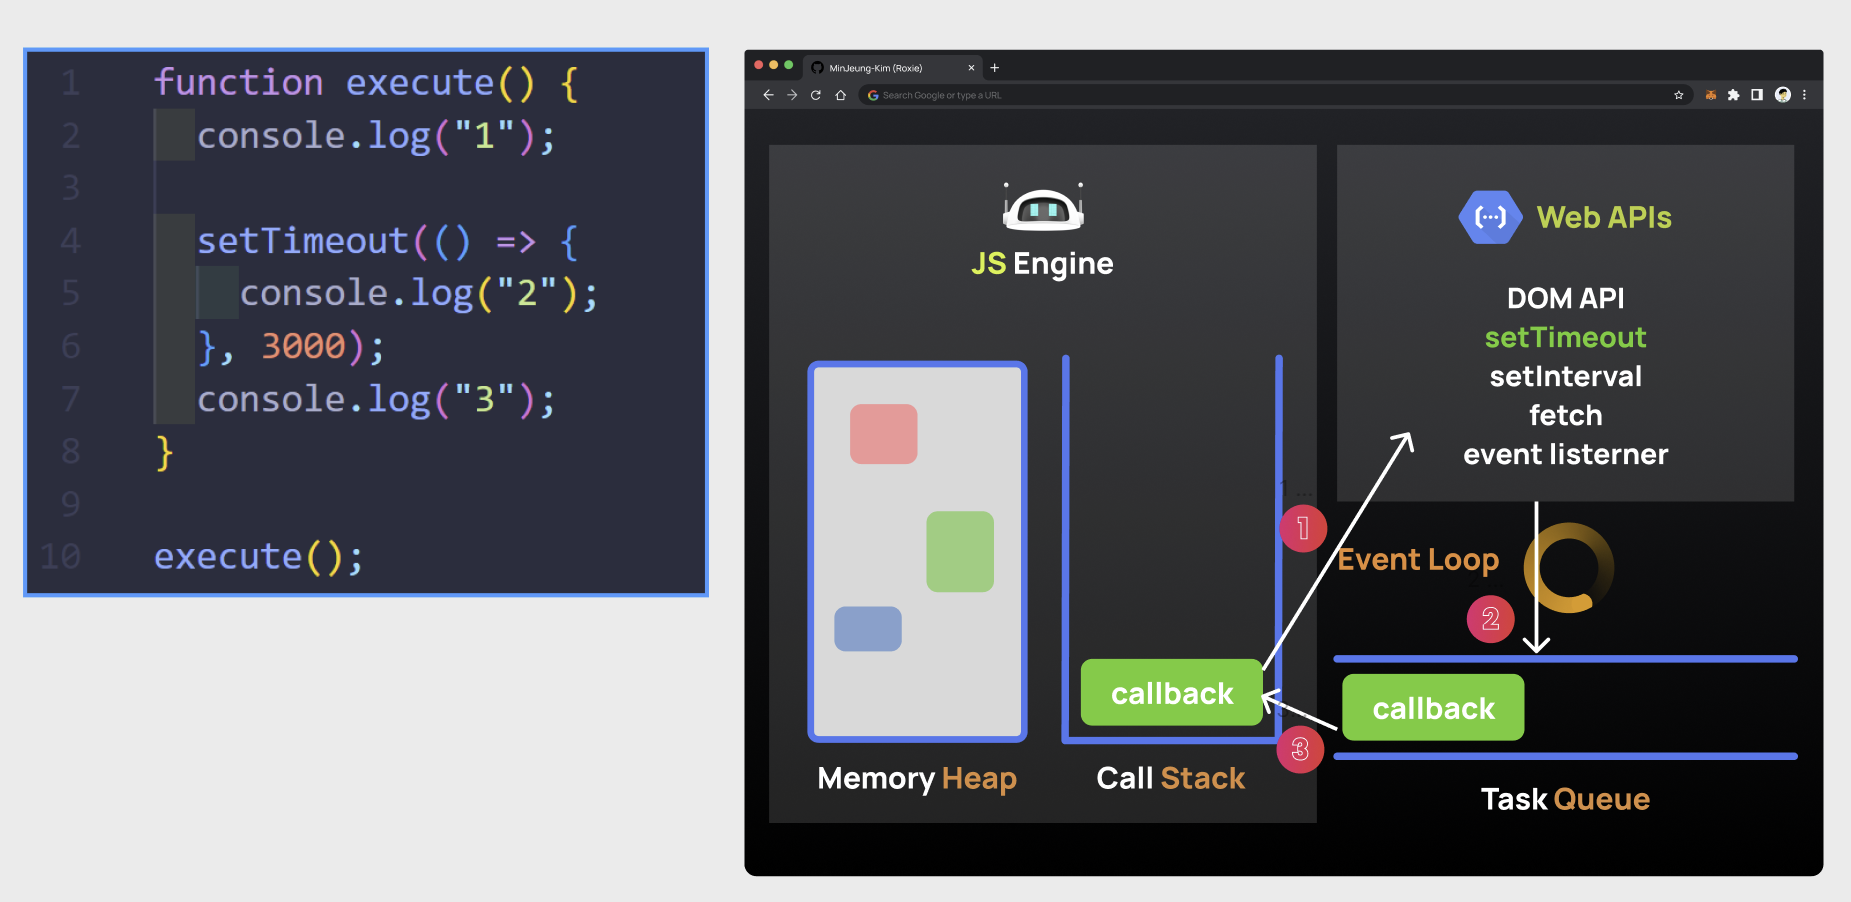 1 function execute() {
2 console.log("1");
3
4 setTimeout(() => {
5 console.log("2");
6 }, 3000);
7 console.log("3");
8 }
9
10 execute();
MinJeung-Kim (Roxie)
Search Google or type a URL
JS Engine
Web APIs
DOM API
setTimeout
setInterval
fetch
event listerner
1 ...
1
Event Loop
2
callback
callback
3
Memory Heap
Call Stack
Task Queue